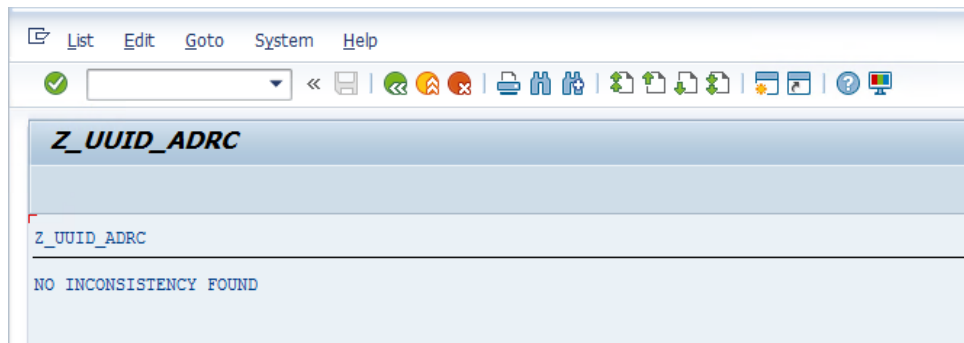 List Edit Goto System Help
Z_UUID_ADRC
Z_UUID_ADRC
NO INCONSISTENCY FOUND